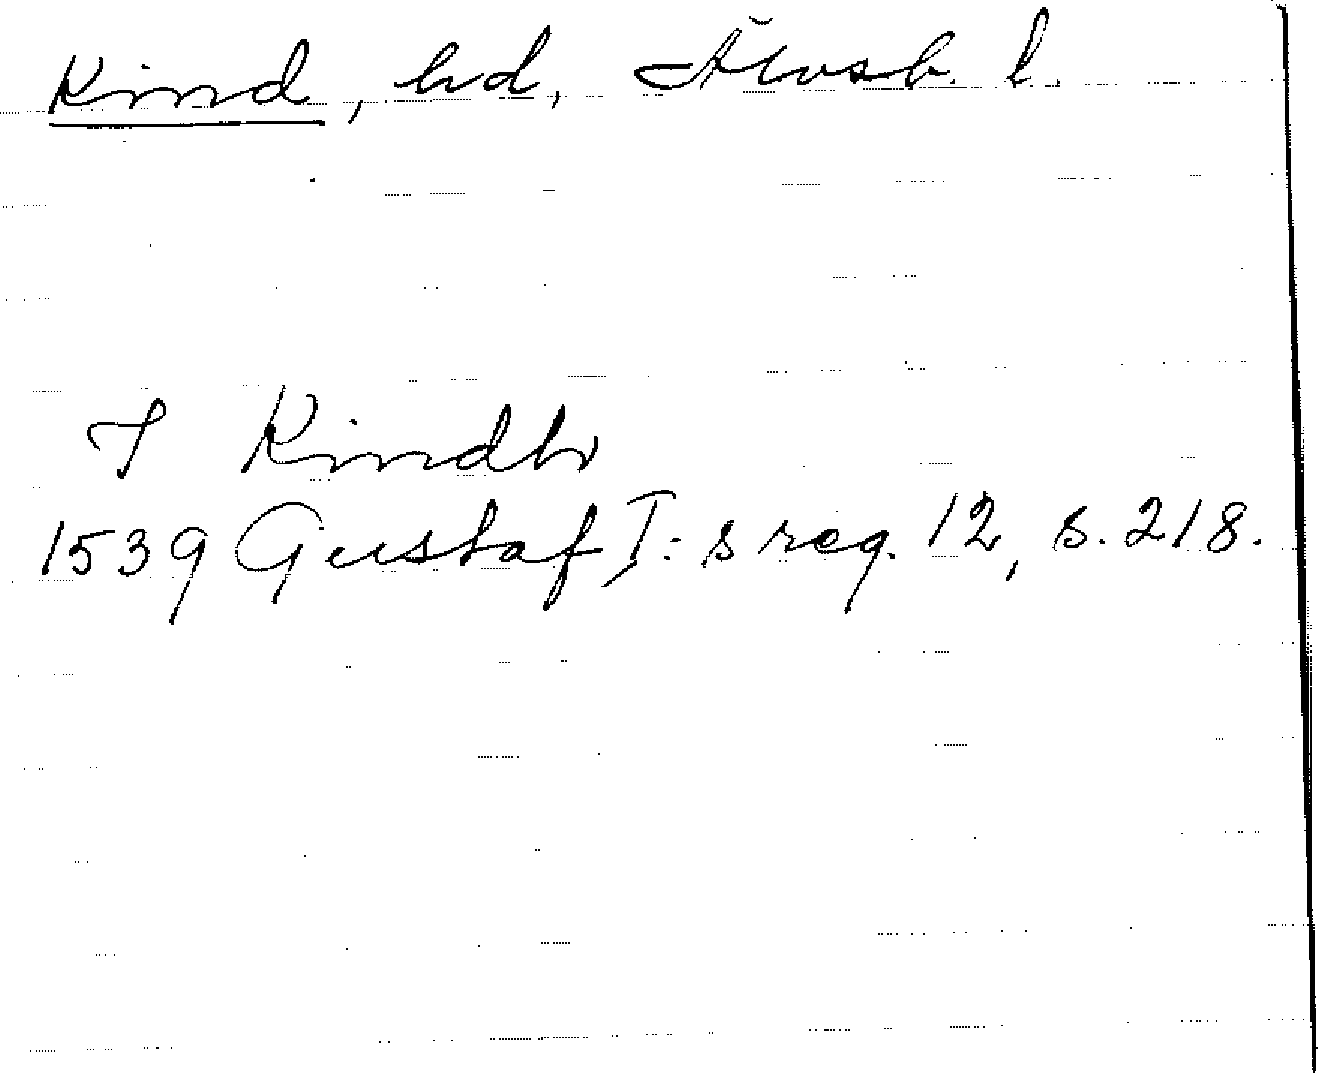 Kind, hd, Älvsb. l.
I Kindh
1539 Gustaf I:s reg. 12, s. 218.